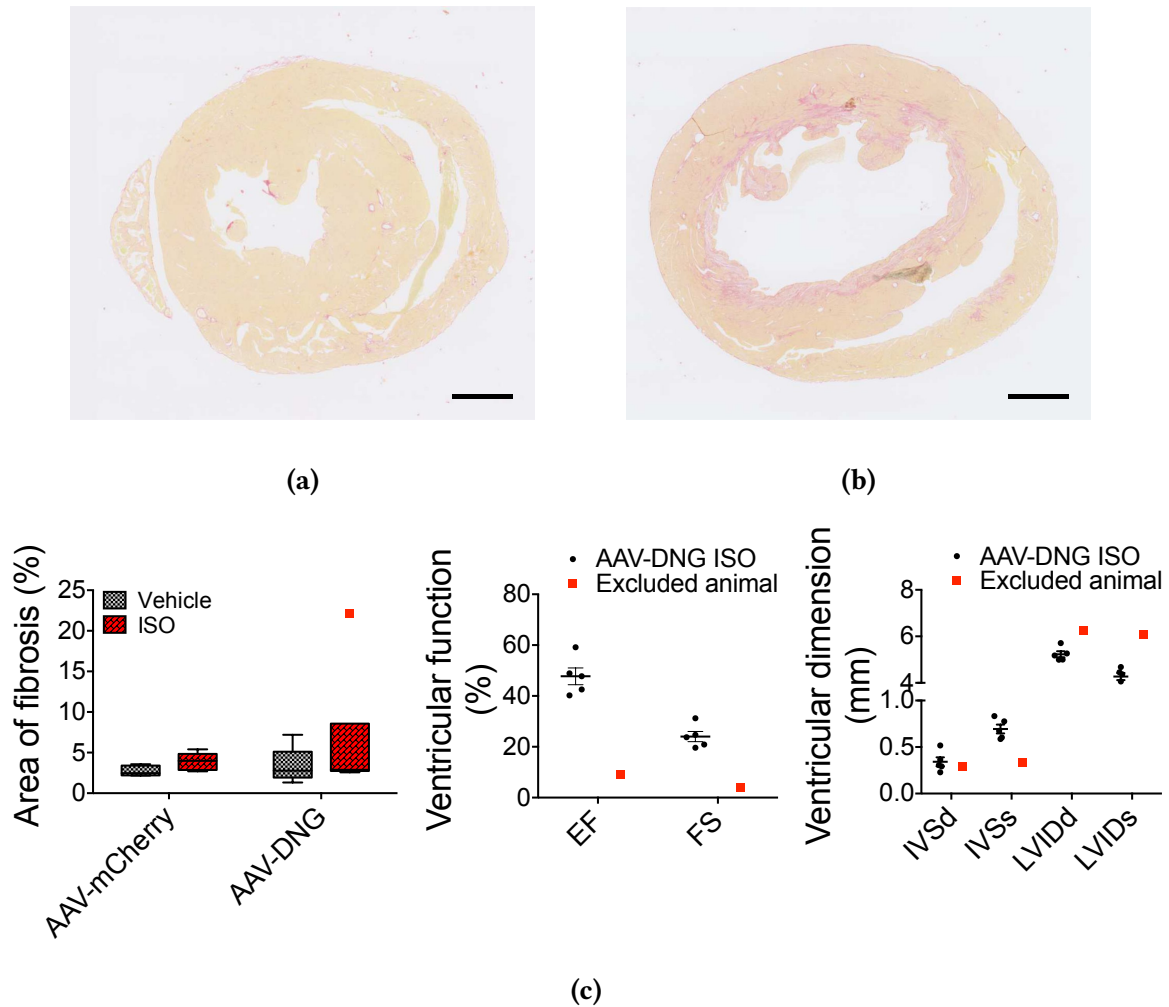 (a)
(b)
Area of fibrosis (%)
25
20
15
10
5
0
Vehicle
ISO
AAV-mCherry
AAV-DNG
Ventricular function
(%)
80
60
40
20
0
AAV-DNG ISO
Excluded animal
EF
FS
Ventricular dimension
(mm)
8
6
4
1.0
0.5
0.0
AAV-DNG ISO
Excluded animal
IVSd
IVSs
LVIDd
LVIDs
(c)